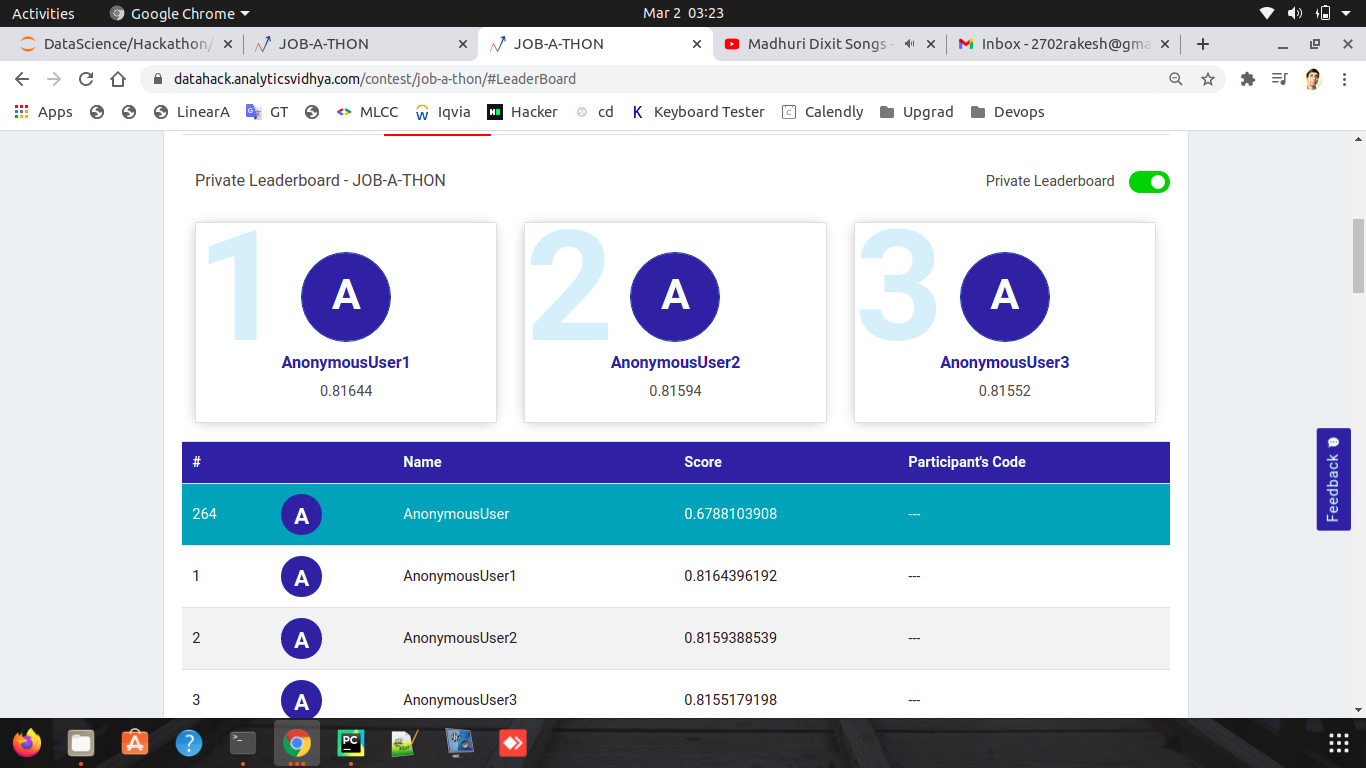 Activities Google Chrome Mar 2 03:23
DataScience/Hackathon/ JOB-A-THON JOB-A-THON Madhuri Dixit Songs - Inbox - 2702rakesh@gma
datahack.analyticsvidhya.com/contest/job-a-thon/#LeaderBoard
Apps LinearA GT MLCC Iqvia Hacker cd Keyboard Tester Calendly Upgrad Devops
Private Leaderboard - JOB-A-THON Private Leaderboard
1 2 3
A A A
AnonymousUser1 AnonymousUser2 AnonymousUser3
0.81644 0.81594 0.81552
# Name Score Participant's Code
264 A AnonymousUser 0.6788103908 ---
1 A AnonymousUser1 0.8164396192 ---
2 A AnonymousUser2 0.8159388539 ---
3 A AnonymousUser3 0.8155179198 ---
Feedback